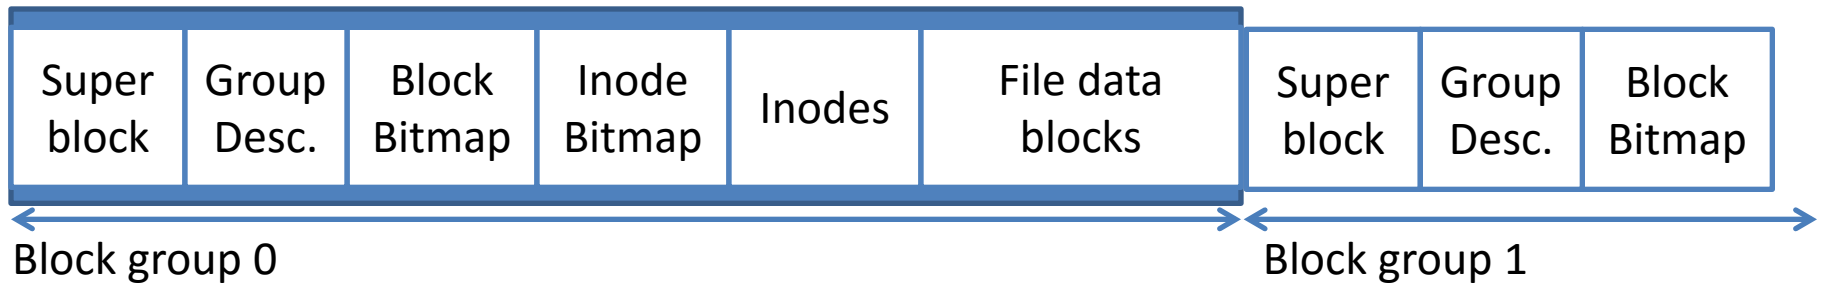 Super
block
Group
Desc.
Block
Bitmap
Inode
Bitmap
Inodes
File data
blocks
Super
block
Group
Desc.
Block
Bitmap
Block group 0
Block group 1